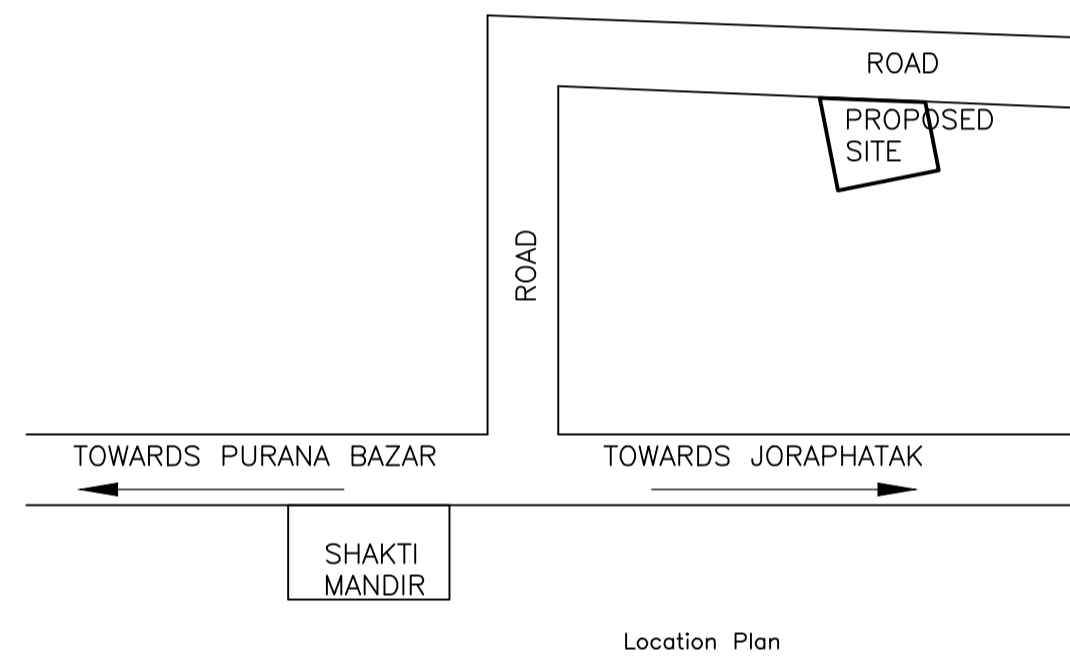 ROAD
PROPOSED
SITE
ROAD
TOWARDS PURANA BAZAR
TOWARDS JORAPHATAK
SHAKTI
MANDIR
Location Plan